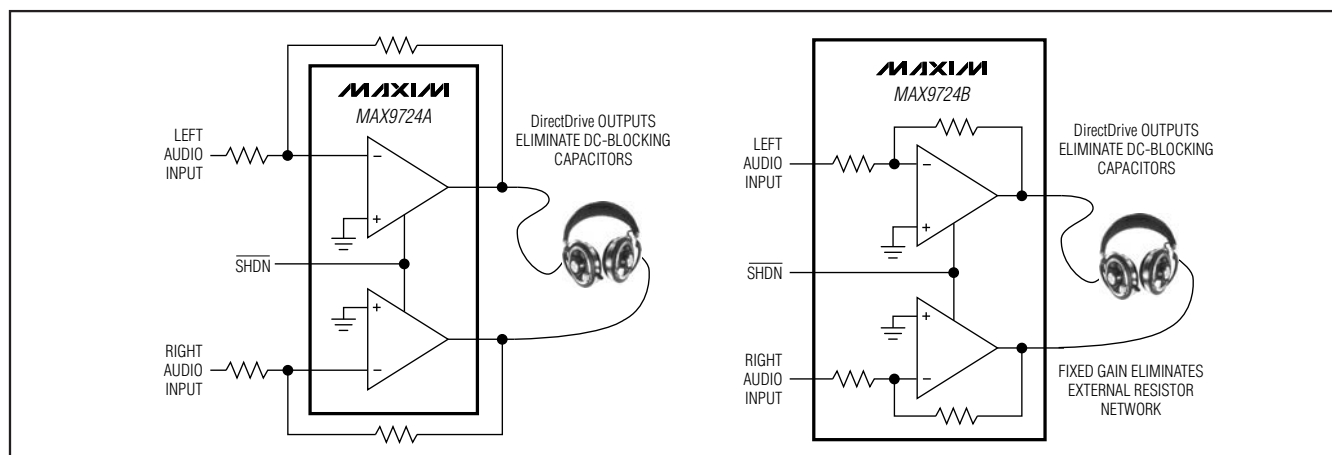 MAXIM
MAX9724A
LEFT
AUDIO
INPUT
−
+
SHDN
+
−
RIGHT
AUDIO
INPUT
DirectDrive OUTPUTS
ELIMINATE DC-BLOCKING
CAPACITORS
MAXIM
MAX9724B
LEFT
AUDIO
INPUT
−
+
SHDN
+
−
RIGHT
AUDIO
INPUT
DirectDrive OUTPUTS
ELIMINATE DC-BLOCKING
CAPACITORS
FIXED GAIN ELIMINATES
EXTERNAL RESISTOR
NETWORK